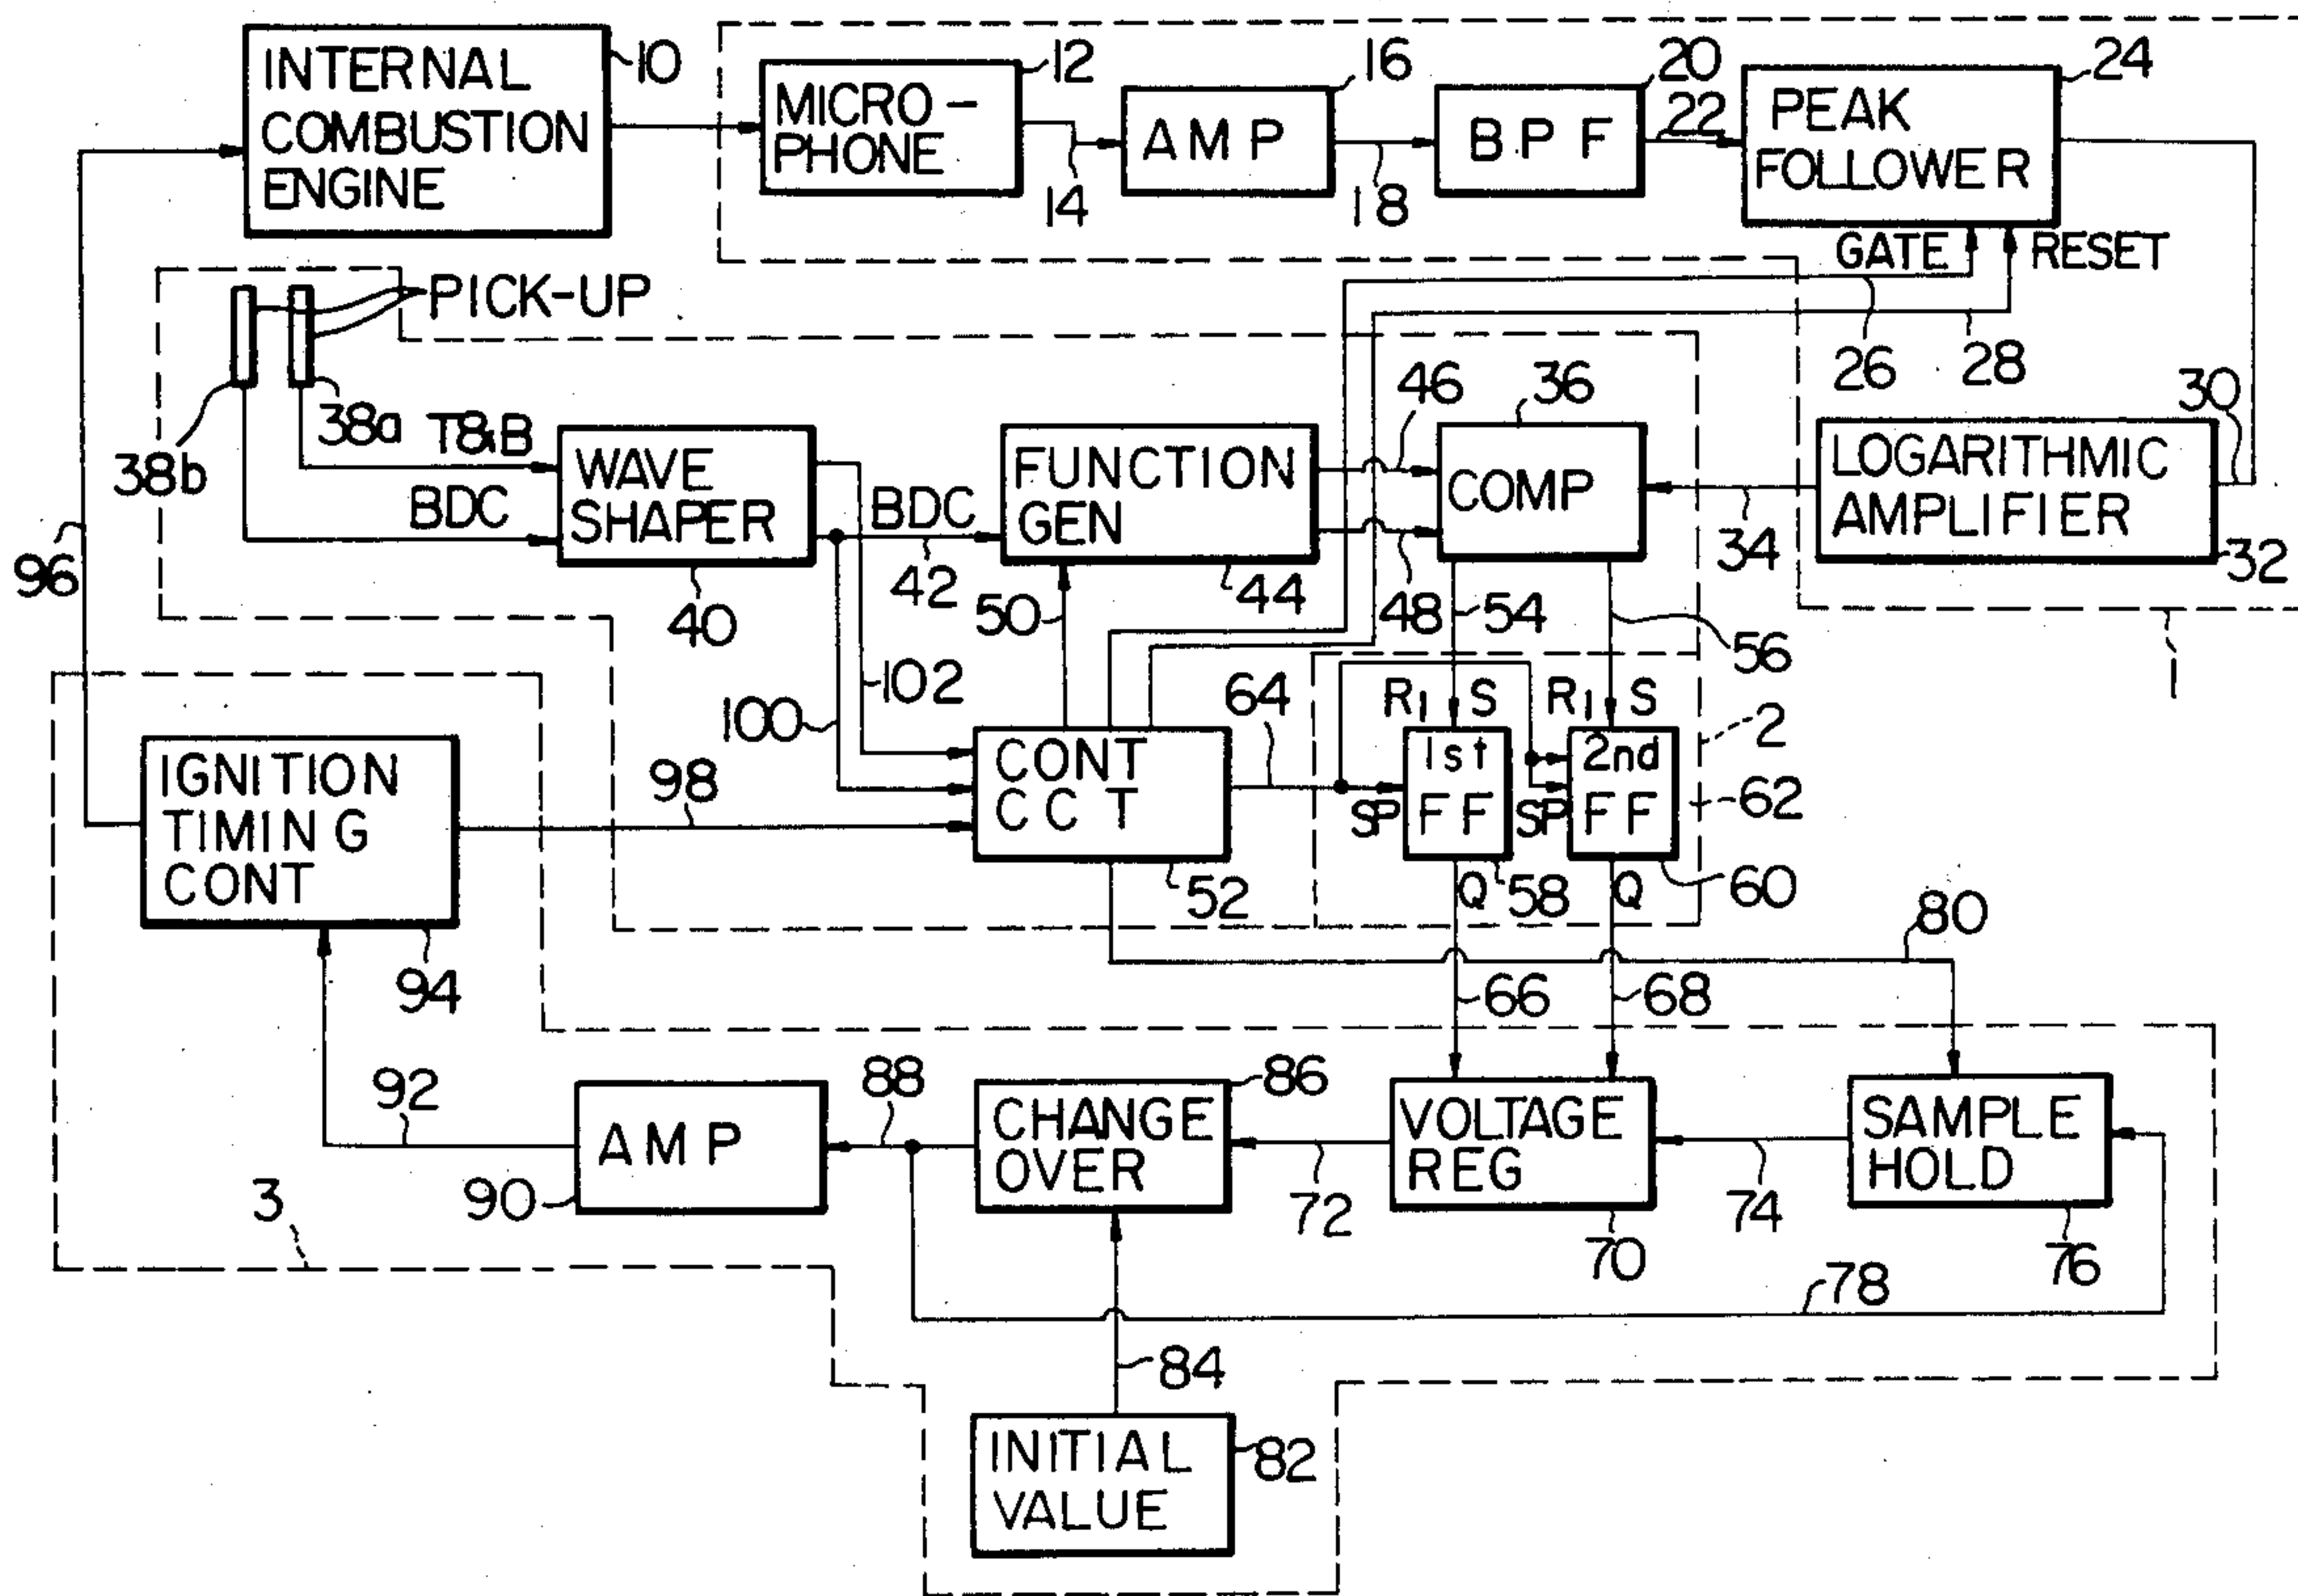 INTERNAL
COMBUSTION
ENGINE
10
MICRO-
PHONE
12
14
AMP
16
18
BPF
20
22
PEAK
FOLLOWER
24
GATE
RESET
26
28
30
PICK-UP
38b
38a
T&B
BDC
WAVE
SHAPER
40
BDC
42
FUNCTION
GEN
44
46
48
50
COMP
36
34
LOGARITHMIC
AMPLIFIER
32
1
54
56
96
100
102
64
R1 S
R1 S
2
IGNITION
TIMING
CONT
94
98
CONT
CCT
52
SP
1st
FF
58
Q
SP
2nd
FF
60
Q
62
80
66
68
92
AMP
90
88
CHANGE
OVER
86
72
VOLTAGE
REG
70
74
SAMPLE
HOLD
76
78
3
84
INITIAL
VALUE
82